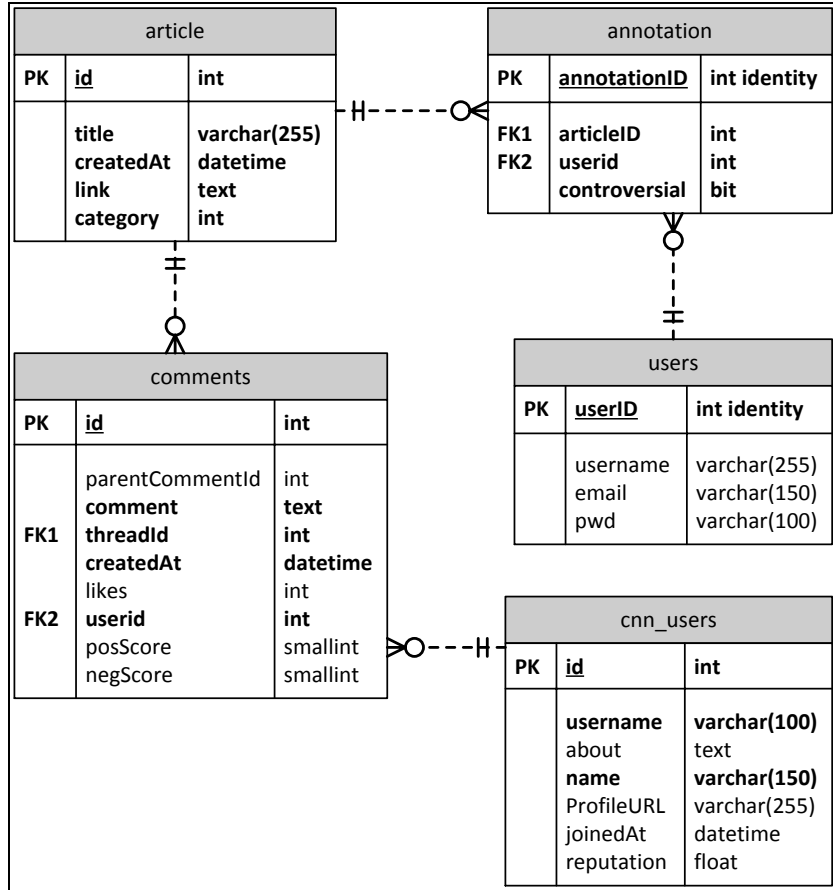 article
PK id int
title varchar(255)
createdAt datetime
link text
category int
annotation
PK annotationID int identity
FK1 articleID int
FK2 userid int
controversial bit
comments
PK id int
parentCommentId int
comment text
FK1 threadId int
createdAt datetime
likes int
FK2 userid int
posScore smallint
negScore smallint
users
PK userID int identity
username varchar(255)
email varchar(150)
pwd varchar(100)
cnn_users
PK id int
username varchar(100)
about text
name varchar(150)
ProfileURL varchar(255)
joinedAt datetime
reputation float